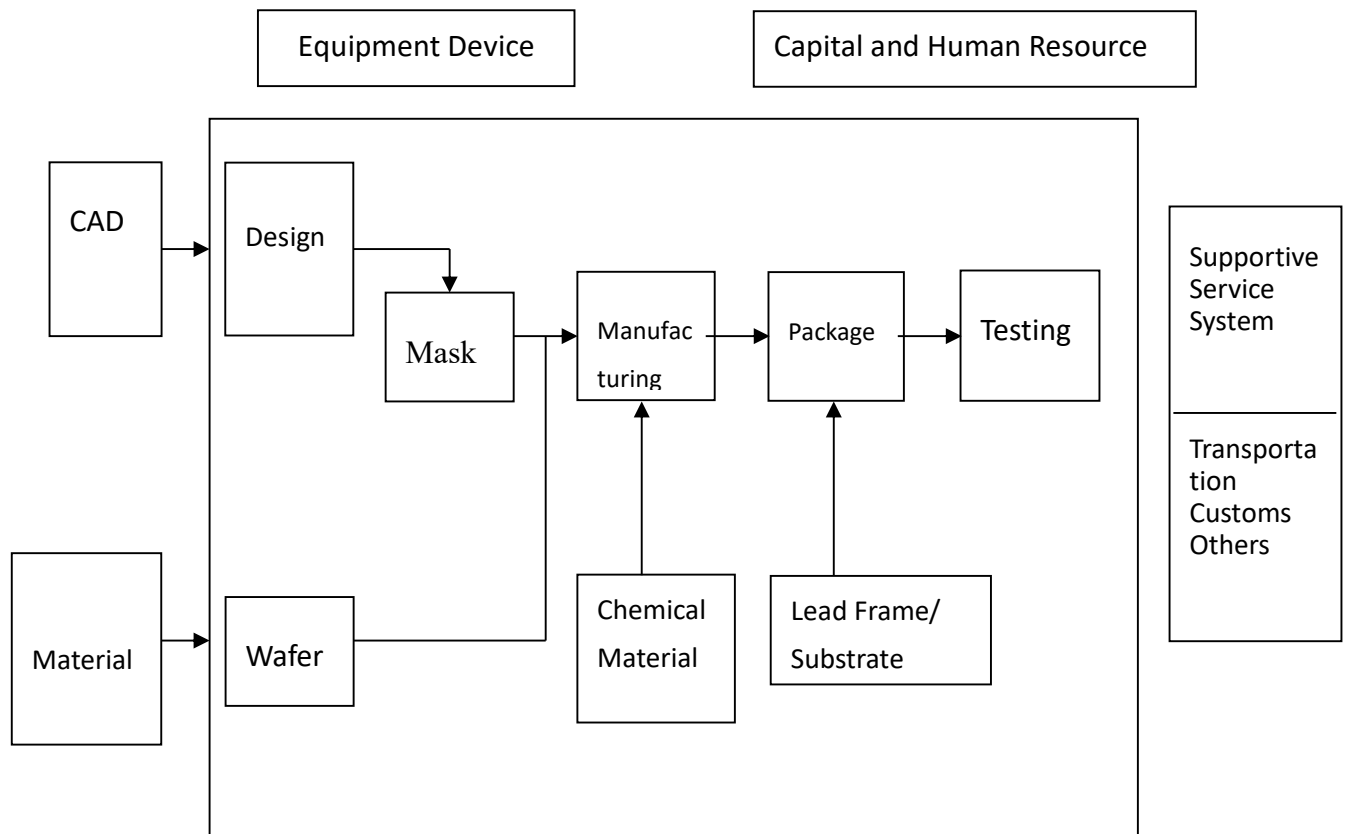 Equipment Device
Capital and Human Resource
CAD
Design
Mask
Manufac
turing
Package
Testing
Supportive
Service
System
Transporta
tion
Customs
Others
Material
Wafer
Chemical
Material
Lead Frame/
Substrate